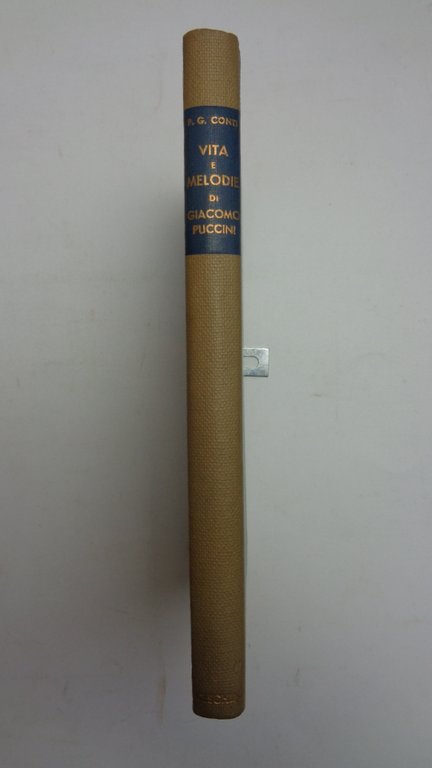 P. G. CONTI
VITA
E
MELODIE
DI
GIACOMO
PUCCINI